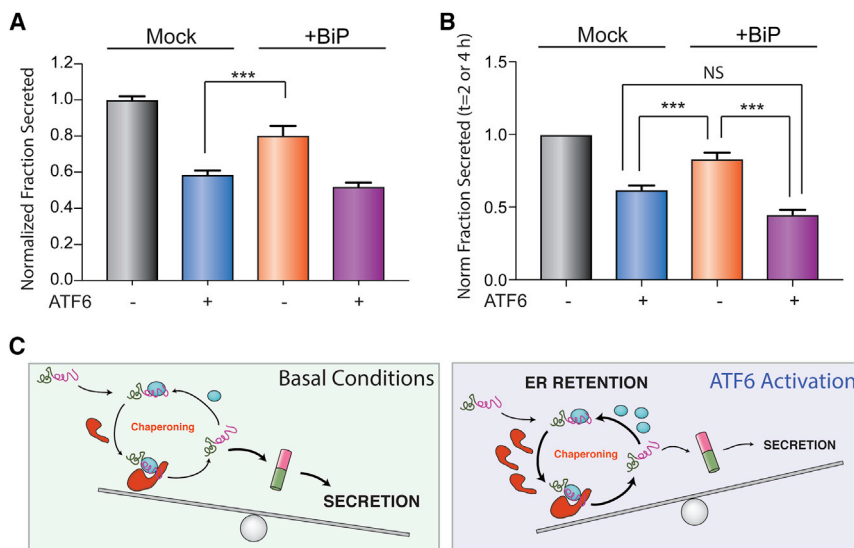 A
Mock
+BiP
Normalized Fraction Secreted
1.2
1.0
0.8
0.6
0.4
0.2
0.0
***
ATF6
-
+
-
+
B
Mock
+BiP
Norm Fraction Secreted (t=2 or 4 h)
1.5
1.0
0.5
0.0
NS
***
***
ATF6
-
+
-
+
C
Basal Conditions
Chaperoning
SECRETION
ER RETENTION
ATF6 Activation
Chaperoning
SECRETION